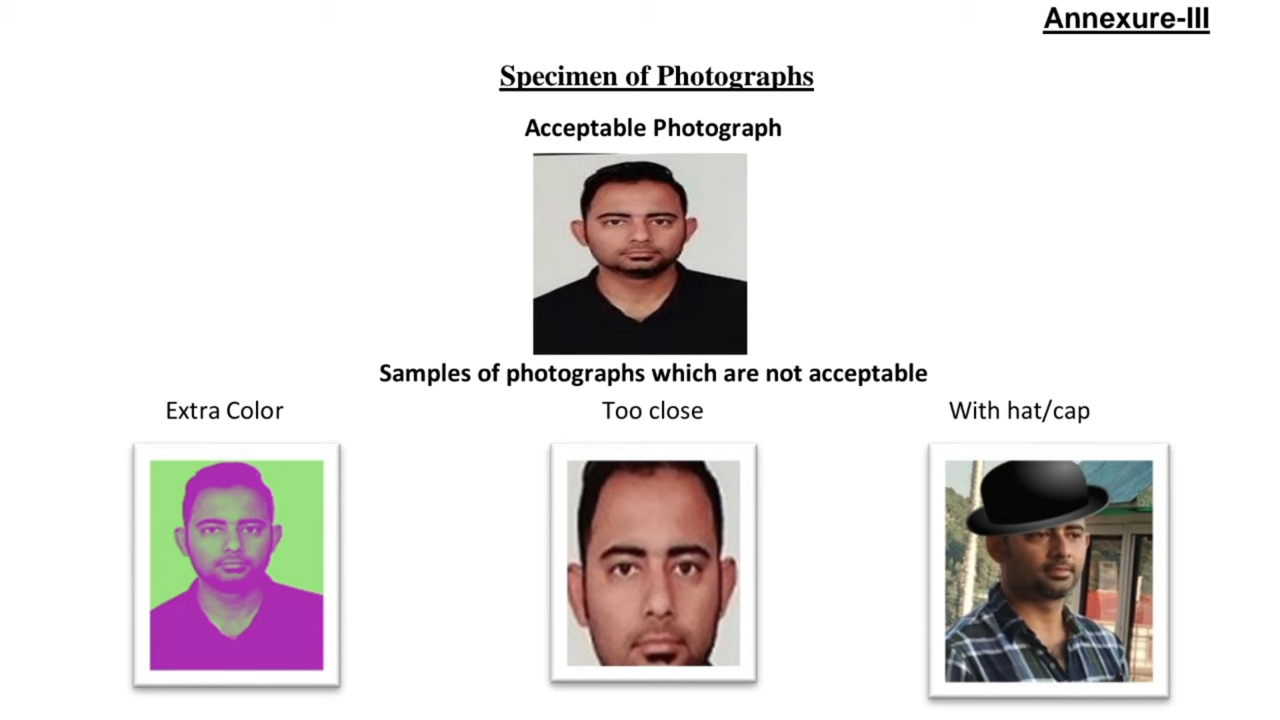 Annexure-III
Specimen of Photographs
Acceptable Photograph
Samples of photographs which are not acceptable
Extra Color
Too close
With hat/cap